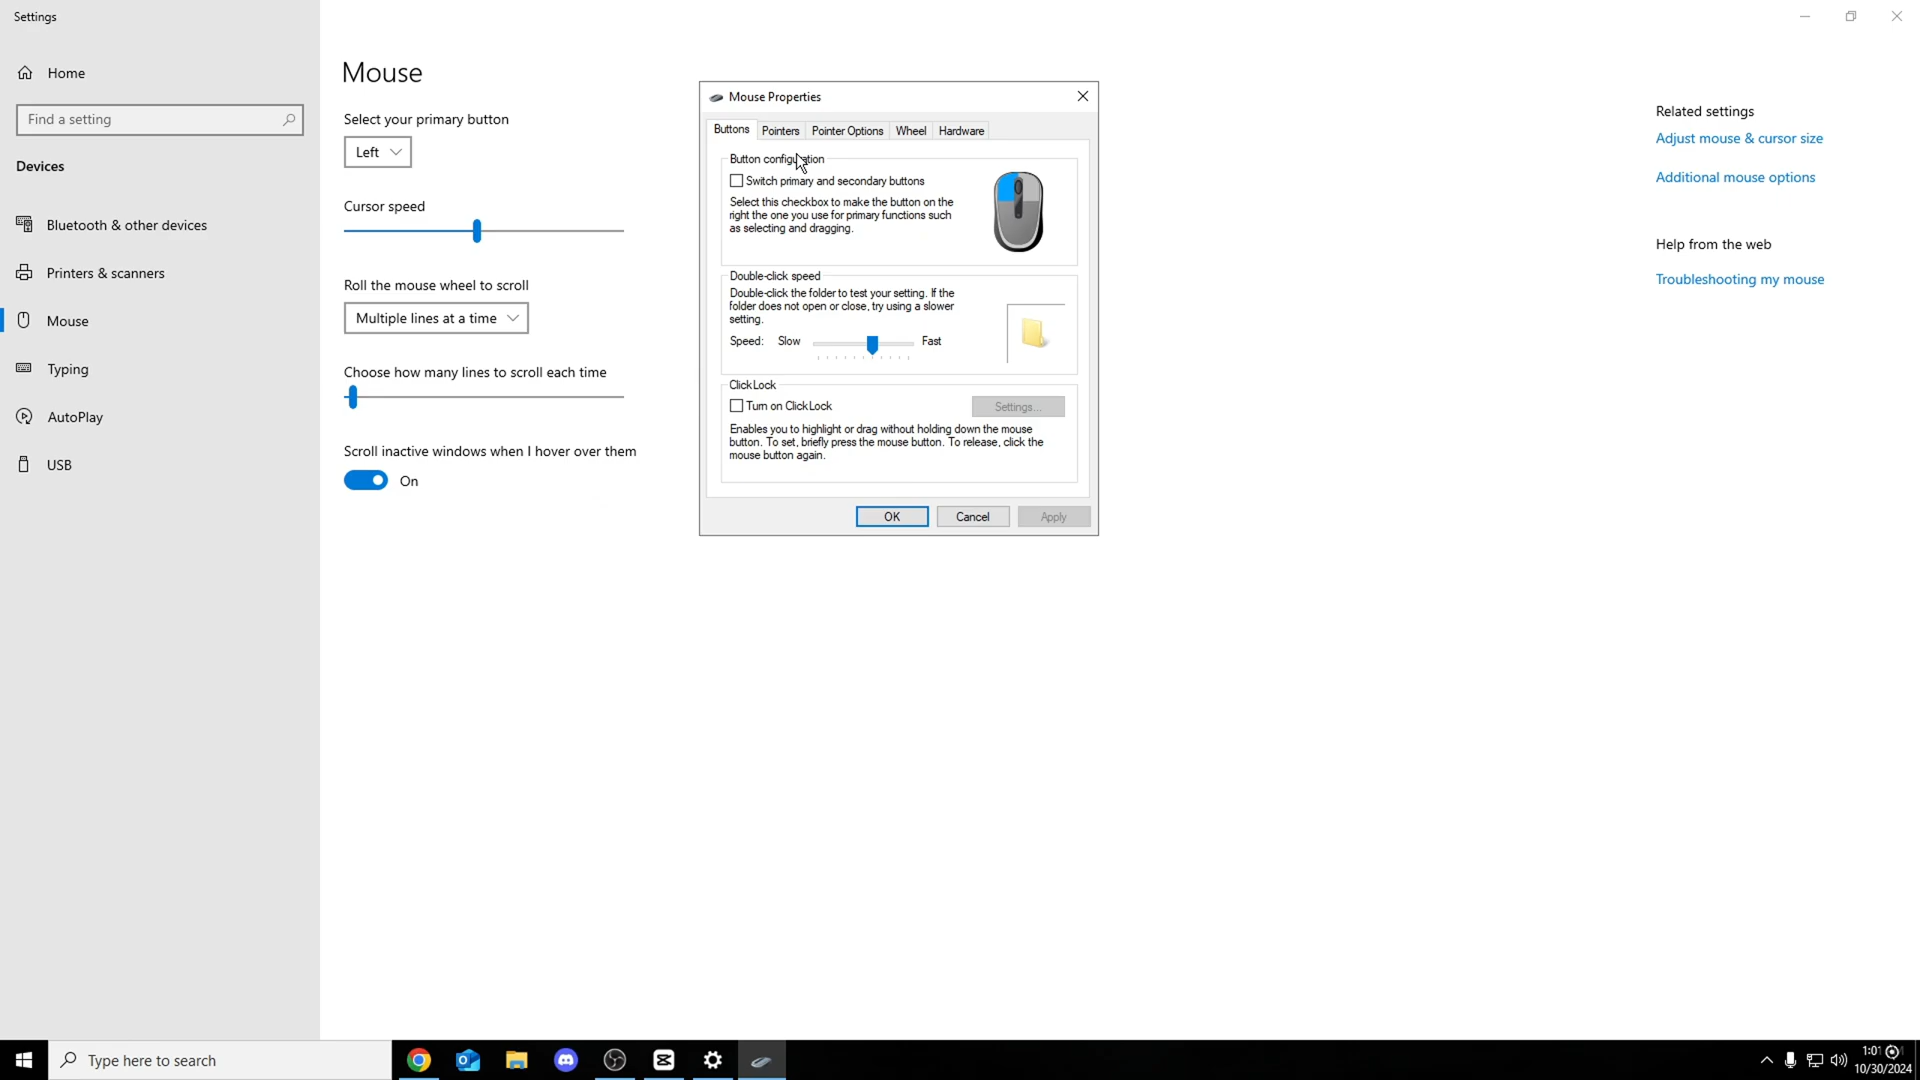 Settings
Home
Find a setting
Devices
Bluetooth & other devices
Printers & scanners
Mouse
Typing
AutoPlay
USB
Mouse
Select your primary button
Left
Cursor speed
Roll the mouse wheel to scroll
Multiple lines at a time
Choose how many lines to scroll each time
Scroll inactive windows when I hover over them
On
Mouse Properties
Buttons Pointers Pointer Options Wheel Hardware
Button configuration
Switch primary and secondary buttons
Select this checkbox to make the button on the
right the one you use for primary functions such
as selecting and dragging.
Double-click speed
Double-click the folder to test your setting. If the
folder does not open or close, try using a slower
setting.
Speed: Slow Fast
ClickLock
Turn on ClickLock
Settings...
Enables you to highlight or drag without holding down the mouse
button. To set, briefly press the mouse button. To release, click the
mouse button again.
OK Cancel Apply
Related settings
Adjust mouse & cursor size
Additional mouse options
Help from the web
Troubleshooting my mouse
Type here to search
10/30/2024